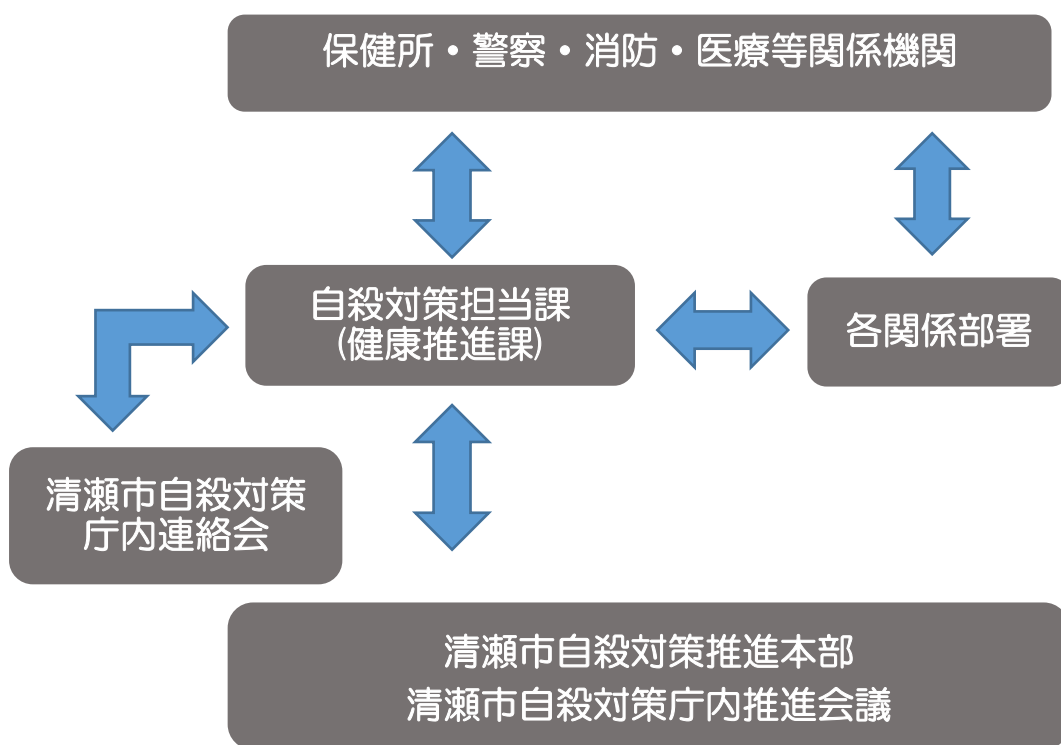 保健所・警察・消防・医療等関係機関
自殺対策担当課
(健康推進課)
各関係部署
清瀬市自殺対策
庁内連絡会
清瀬市自殺対策推進本部
清瀬市自殺対策庁内推進会議